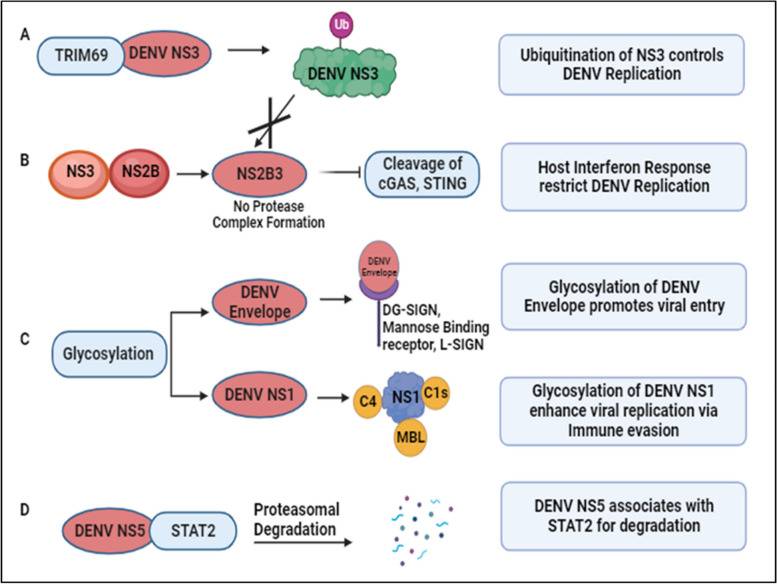 A
TRIM69
DENV NS3
Ub
DENV NS3
Ubiquitination of NS3 controls
DENV Replication
B
NS3
NS2B
NS2B3
No Protease
Complex Formation
Cleavage of
cGAS, STING
Host Interferon Response
restrict DENV Replication
C
Glycosylation
DENV
Envelope
DENV
Envelope
DG-SIGN,
Mannose Binding
receptor, L-SIGN
Glycosylation of DENV
Envelope promotes viral entry
DENV NS1
C4
NS1
C1s
MBL
Glycosylation of DENV NS1
enhance viral replication via
Immune evasion
D
DENV NS5
STAT2
Proteasomal
Degradation
DENV NS5 associates with
STAT2 for degradation